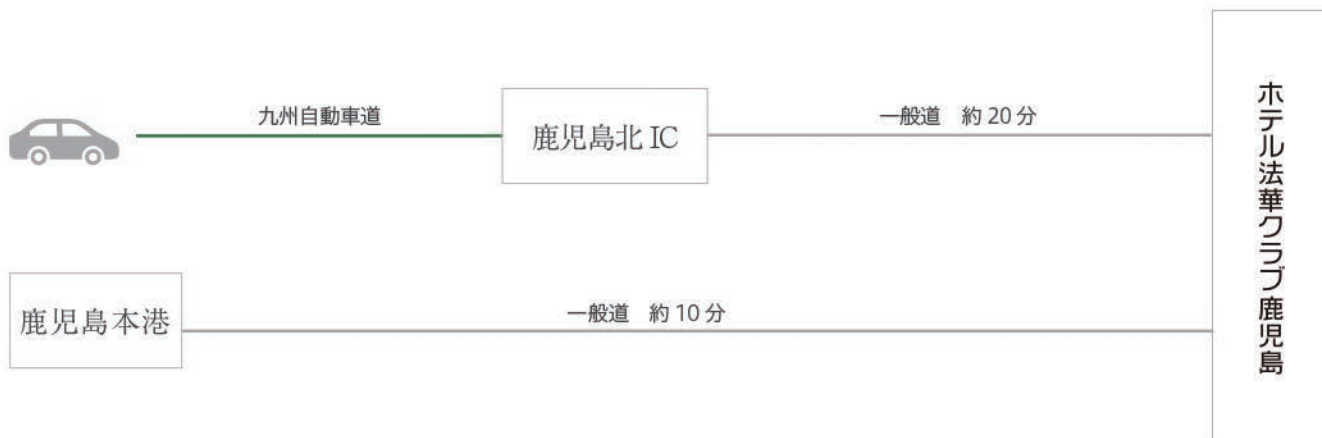 九州自動車道
鹿児島北 IC
一般道　約 20 分
鹿児島本港
一般道　約 10 分
ホテル法華クラブ鹿児島